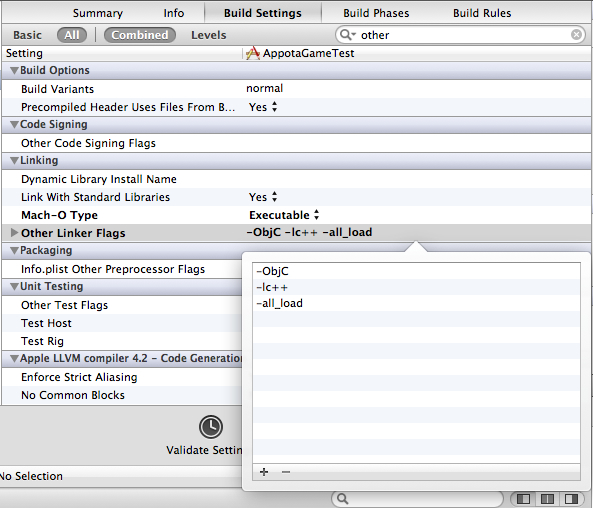 Summary Info Build Settings Build Phases Build Rules
Basic All Combined Levels other
Setting AppotaGameTest
Build Options
Build Variants normal
Precompiled Header Uses Files From B... Yes
Code Signing
Other Code Signing Flags
Linking
Dynamic Library Install Name
Link With Standard Libraries Yes
Mach-O Type Executable
Other Linker Flags -ObjC -lc++ -all_load
Packaging
Info.plist Other Preprocessor Flags
Unit Testing
Other Test Flags
Test Host
Test Rig
Apple LLVM compiler 4.2 - Code Generation
Enforce Strict Aliasing
No Common Blocks
-ObjC
-lc++
-all_load
+ −
Validate Settin
No Selection